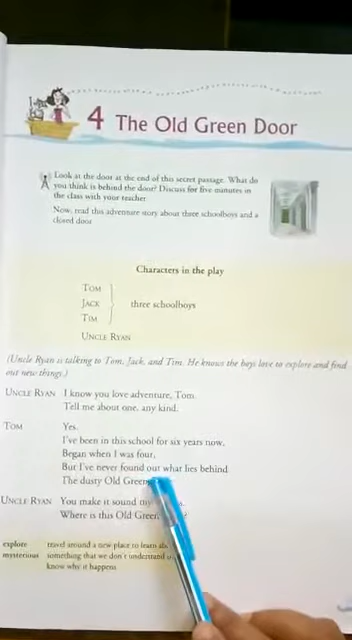 4 The Old Green Door
Look at the door at the end of this secret passage. What do
you think is behind the door? Discuss for five minutes in
the class with your teacher.
Now, read this adventure story about three schoolboys and a
closed door.
Characters in the play
TOM
JACK
TIM
three schoolboys
UNCLE RYAN
(Uncle Ryan is talking to Tom, Jack, and Tim. He knows the boys love to explore and find
out new things.)
UNCLE RYAN I know you love adventure, Tom.
Tell me about one, any kind.
TOM Yes.
I've been in this school for six years now,
Began when I was four,
But I've never found out what lies behind
The dusty Old Green
UNCLE RYAN You make it sound
Where is this Old Green
explore travel around a new place to learn
mysterious something that we don't understand
know why it happens